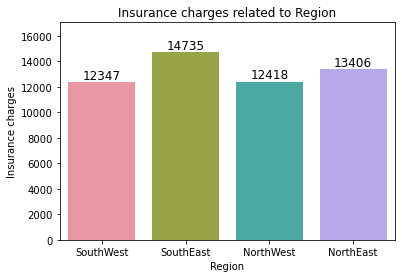 Insurance charges related to Region
Insurance charges
16000
14000
12000
10000
8000
6000
4000
2000
0
12347
14735
12418
13406
SouthWest
SouthEast
NorthWest
NorthEast
Region